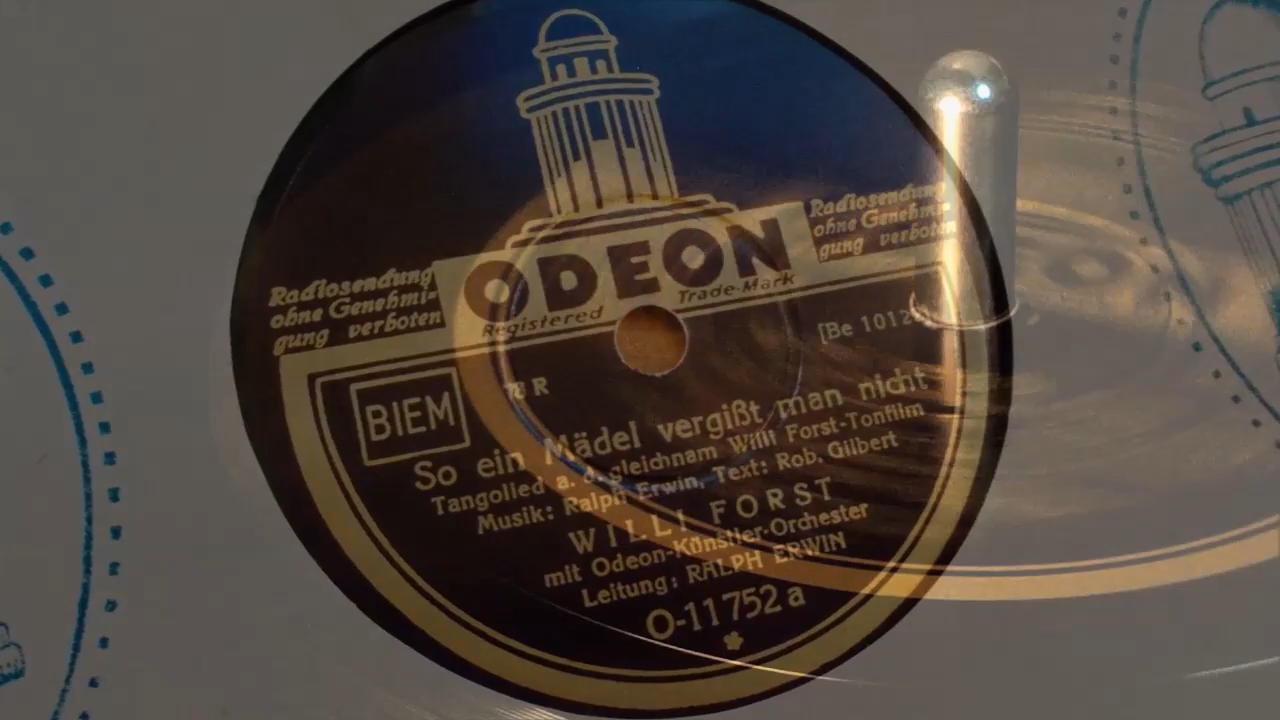 ODEON
Registered Trade-Mark
Radiosendung
ohne Genehmi-
gung verboten
Radiosendung
ohne Genehmi-
gung verboten
BIEM
R
[Be
So ein Mädel vergißt man nicht
Tangolied a. d. gleichnam Willi Forst-Tonfilm
Musik: Ralph Erwin, Text: Rob. Gilbert
WILLI FORST
mit Odeon-Künstler-Orchester
Leitung: RALPH ERWIN
O-11752 a